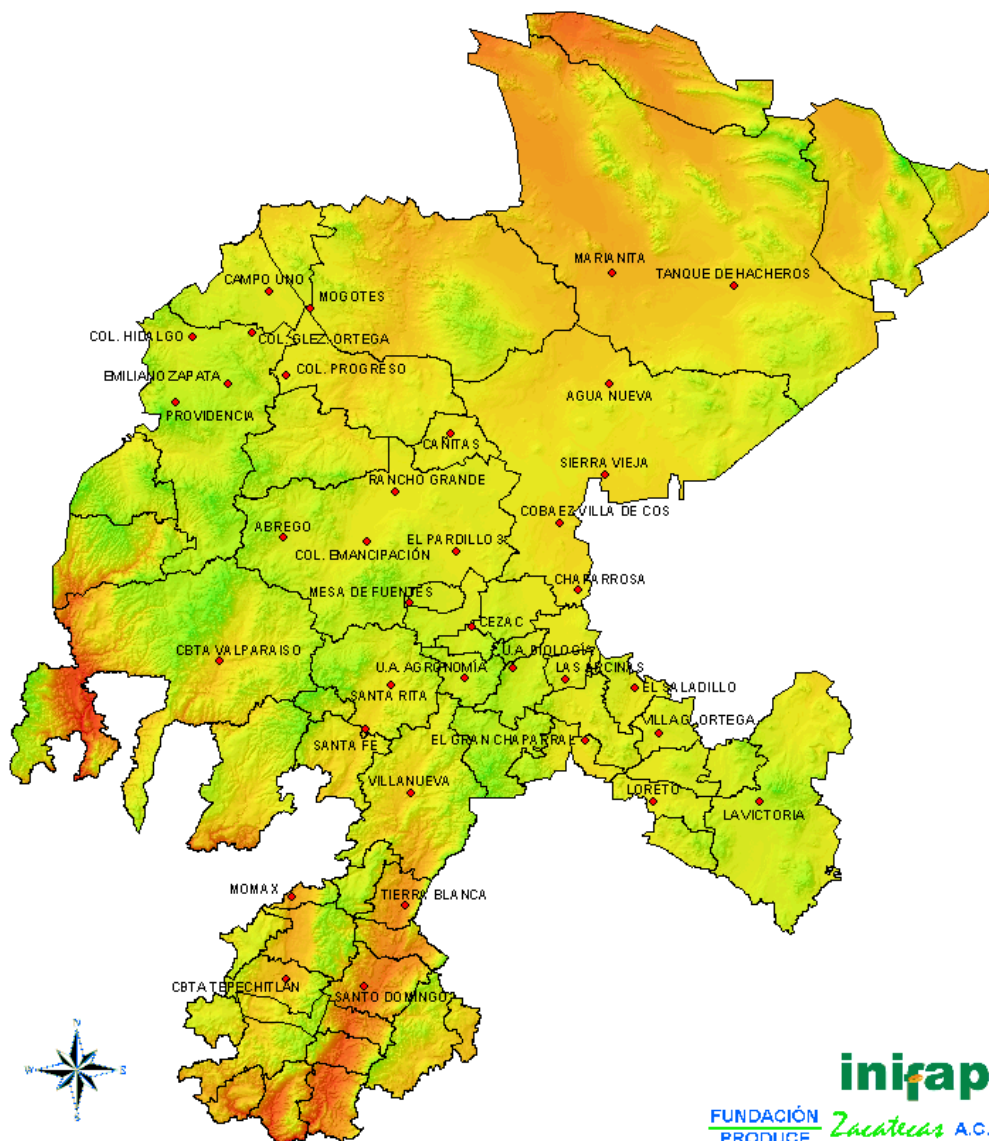 MARIANITA
TANQUE DE HACHEROS
CAMPO UNO
MOGOTES
COL. HIDALGO
COL. GLEZ. ORTEGA
EMILIANO ZAPATA
COL. PROGRESO
AGUA NUEVA
PROVIDENCIA
CAÑITAS
SIERRA VIEJA
RANCHO GRANDE
COBAEZ VILLA DE COS
ABREGO
EL PARDILLO 3
COL. EMANCIPACIÓN
CHAPARROSA
MESA DE FUENTES
CEZAC
U.A. BIOLOGÍA
CBTA VALPARAISO
U.A. AGRONOMÍA
LAS ARCINAS
SANTA RITA
EL SALADILLO
VILLA G. ORTEGA
SANTA FE
EL GRAN CHAPARRAL
VILLANUEVA
LORETO
LA VICTORIA
MOMAX
TIERRA BLANCA
CBTA TEPECHITLÁN
SANTO DOMINGO
N
W S
inifap
FUNDACIÓN
PRODUCE Zacatecas A.C.